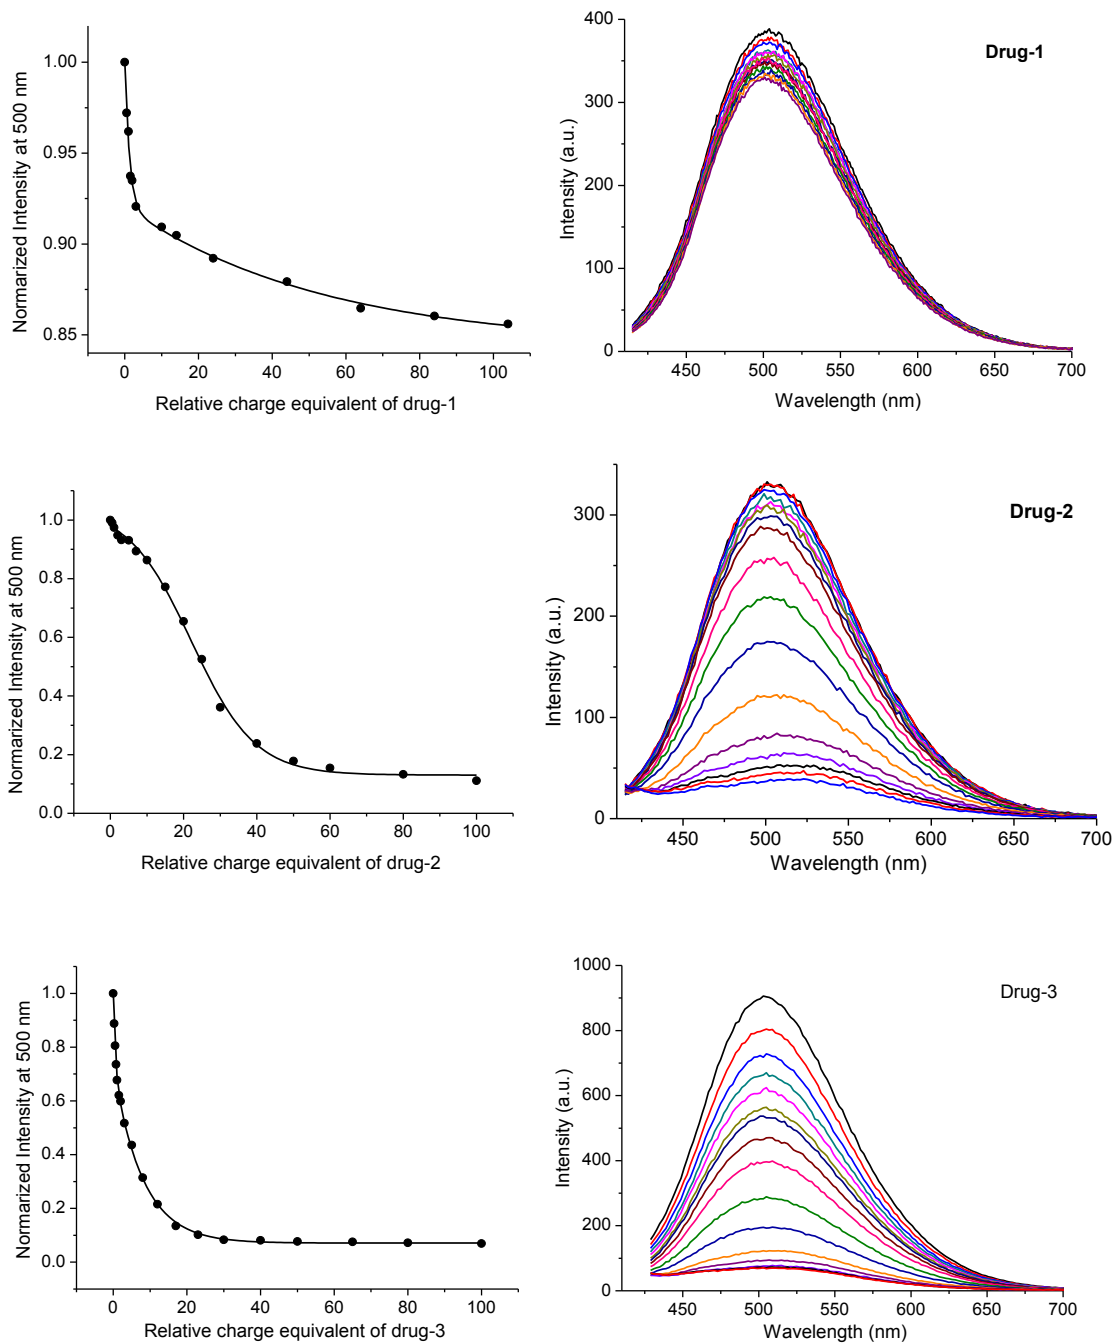 Normarized Intensity at 500 nm
1.00
0.95
0.90
0.85
0 20 40 60 80 100
Relative charge equivalent of drug-1
Drug-1
Intensity (a.u.)
400
300
200
100
0
450 500 550 600 650 700
Wavelength (nm)
Normarized Intensity at 500 nm
1.0
0.8
0.6
0.4
0.2
0.0
0 20 40 60 80 100
Relative charge equivalent of drug-2
Drug-2
Intensity (a.u.)
300
200
100
0
450 500 550 600 650 700
Wavelength (nm)
Normarized Intensity at 500 nm
1.0
0.8
0.6
0.4
0.2
0.0
0 20 40 60 80 100
Relative charge equivalent of drug-3
Drug-3
Intensity (a.u.)
1000
800
600
400
200
0
450 500 550 600 650 700
Wavelength (nm)